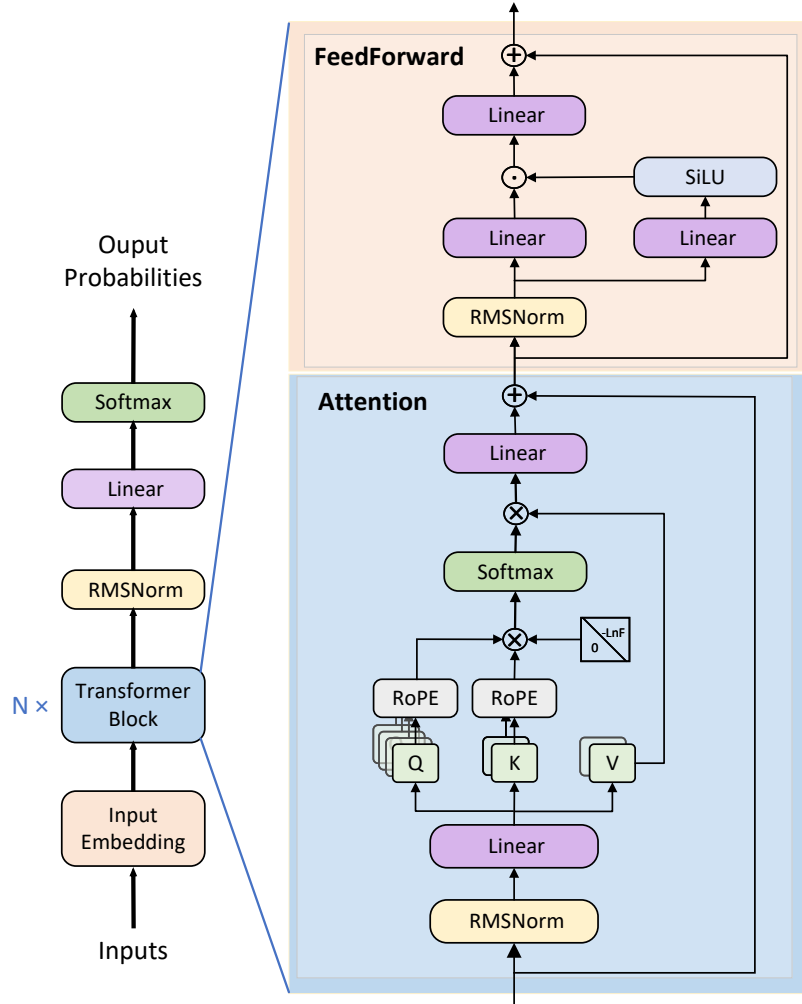 Ouput
Probabilities
Softmax
Linear
RMSNorm
N ×
Transformer
Block
Input
Embedding
Inputs
FeedForward
Linear
SiLU
Linear
Linear
RMSNorm
Attention
Linear
Softmax
-LnF
0
RoPE
RoPE
Q
K
V
Linear
RMSNorm